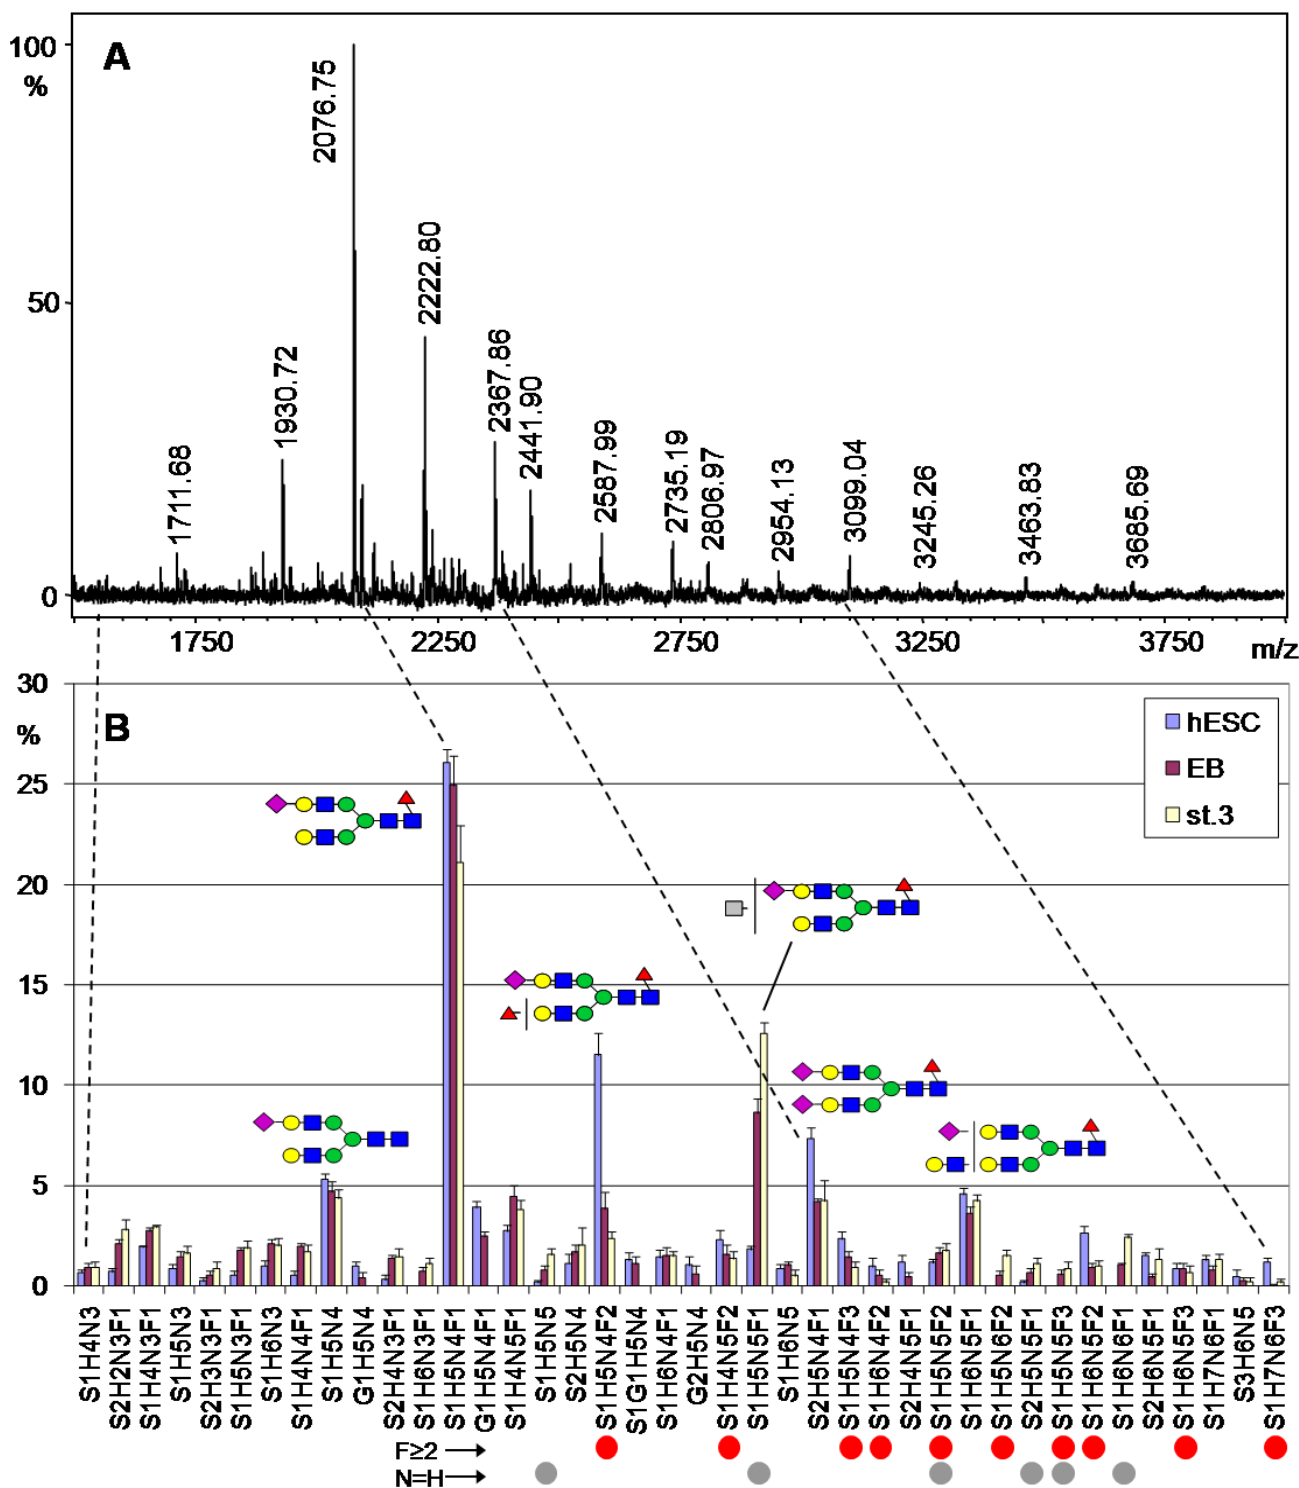 A
100
%
50
0
1711.68
1930.72
2076.75
2222.80
2367.86
2441.90
2587.99
2735.19
2806.97
2954.13
3099.04
3245.26
3463.83
3685.69
1750 2250 2750 3250 3750 m/z
B
%
30
25
20
15
10
5
0
hESC
EB
st.3
S1H4N3
S2H2N3F1
S1H4N3F1
S1H5N3
S2H3N3F1
S1H5N3F1
S1H6N3
S1H4N4F1
S1H5N4
G1H5N4
S2H4N3F1
S1H6N3F1
S1H5N4F1
G1H5N4F1
S1H4N5F1
S1H5N5
S2H5N4
S1H5N4F2
S1G1H5N4
S1H6N4F1
G2H5N4
S1H4N5F2
S1H5N5F1
S1H6N5
S2H5N4F1
S1H5N4F3
S1H6N4F2
S2H4N5F1
S1H5N5F2
S1H6N5F1
S1H5N6F2
S2H5N5F1
S1H5N5F3
S1H6N5F2
S1H6N6F1
S2H6N5F1
S1H6N5F3
S1H7N6F1
S3H6N5
S1H7N6F3
F≥2
N=H